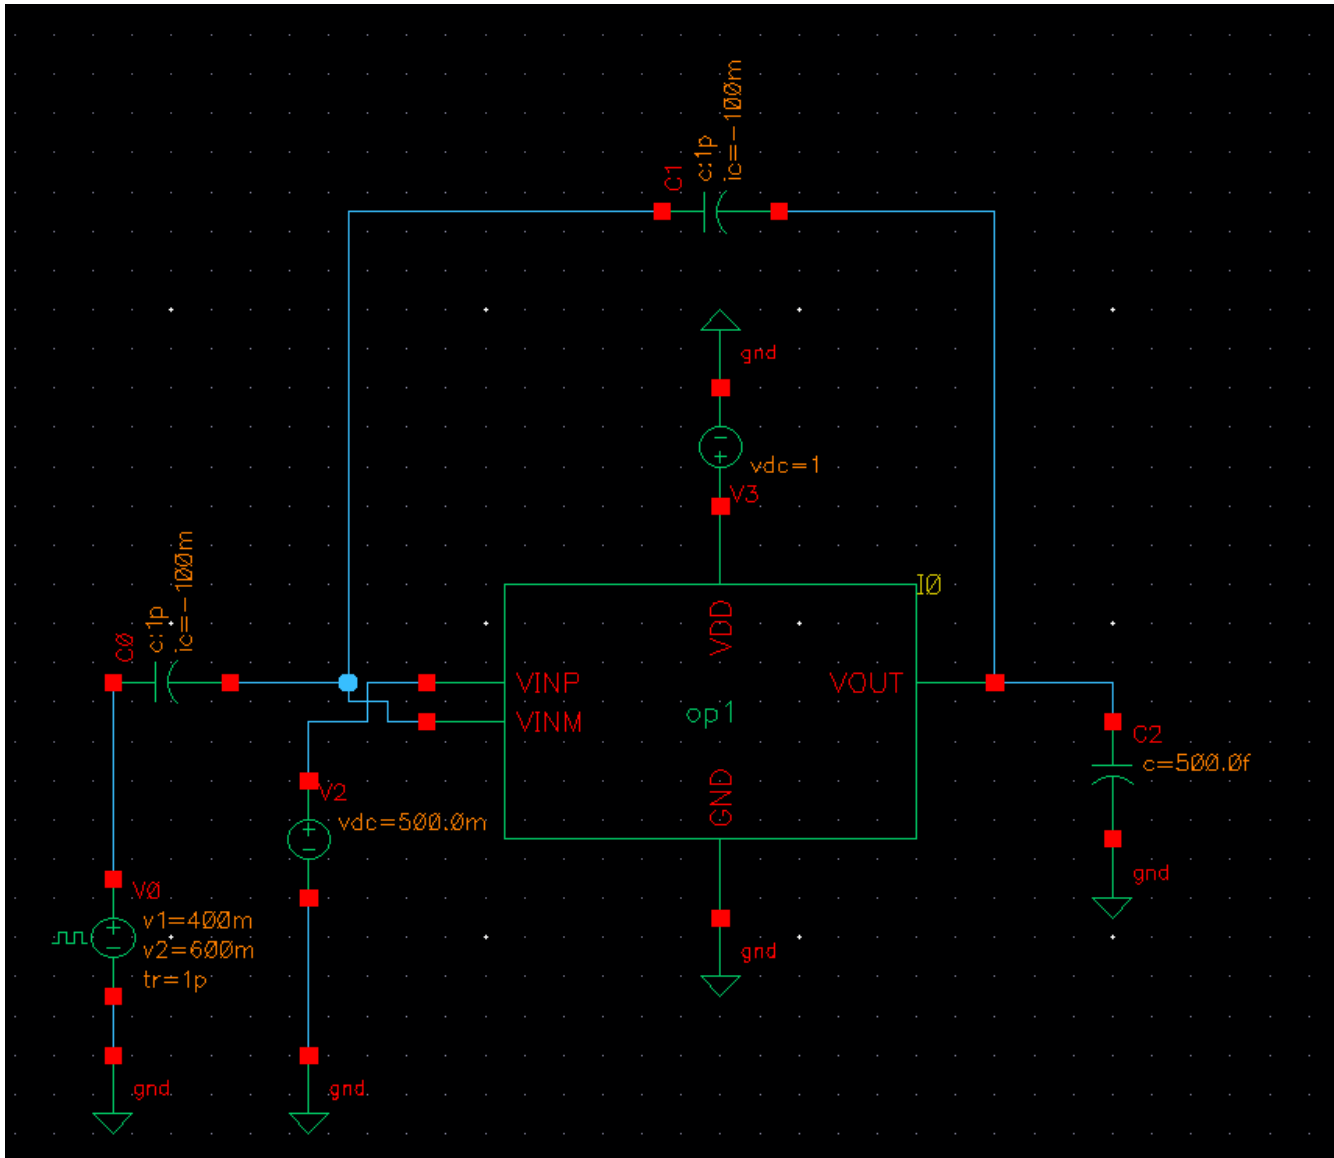 C1
c:1p
ic=-100m
gnd
vdc=1
V3
I0
C0
c:1p
ic=-100m
VDD
VINP
VOUT
VINM
op1
GND
C2
c=500.0f
V2
vdc=500.0m
V0
v1=400m
v2=600m
tr=1p
gnd
gnd
gnd
gnd